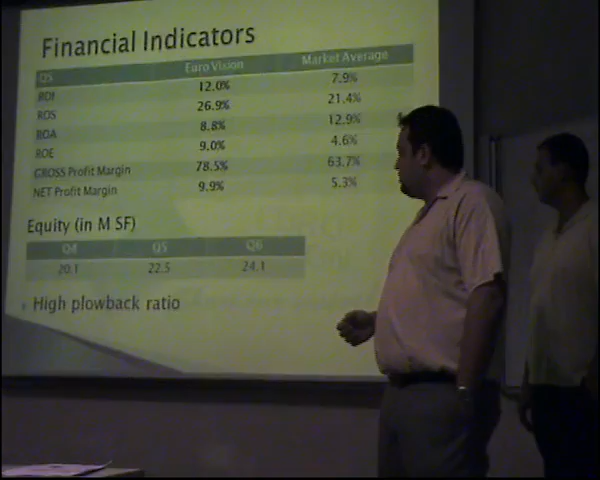 Financial Indicators
Q5 Euro Vision Market Average
ROI 12.0% 7.9%
ROS 26.9% 21.4%
ROA 8.8% 12.9%
ROE 9.0% 4.6%
GROSS Profit Margin 78.5% 63.7%
NET Profit Margin 9.9% 5.3%
Equity (in M SF)
Q4 Q5 Q6
20.1 22.5 24.1
High plowback ratio